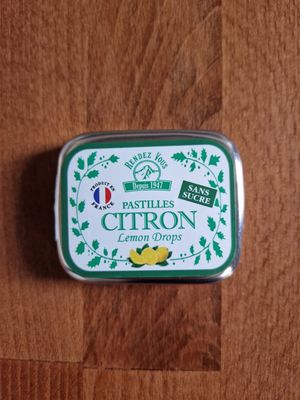 RENDEZ VOUS
Depuis 1947
PRODUIT EN
FRANCE
SANS
SUCRE
PASTILLES
CITRON
Lemon Drops